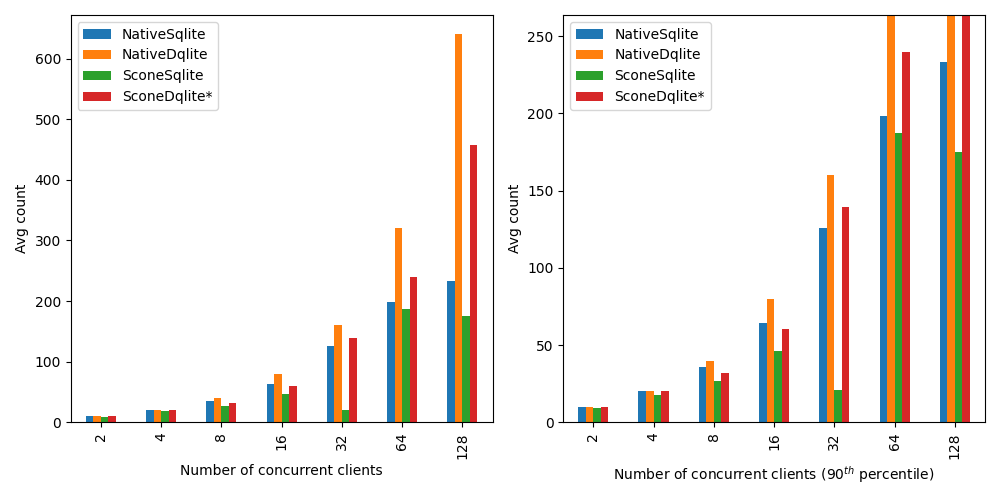 NativeSqlite
NativeDqlite
SconeSqlite
SconeDqlite*
Avg count
600
500
400
300
200
100
0
2 4 8 16 32 64 128
Number of concurrent clients
NativeSqlite
NativeDqlite
SconeSqlite
SconeDqlite*
Avg count
250
200
150
100
50
0
2 4 8 16 32 64 128
Number of concurrent clients (90th percentile)